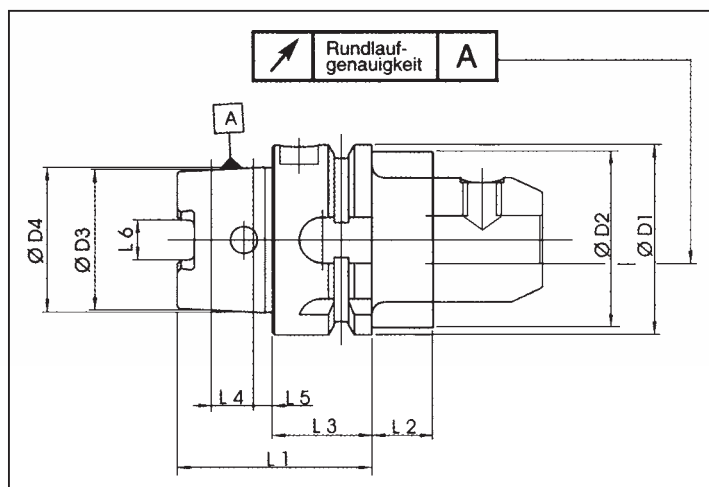 Rundlauf-
genauigkeit
A
A
Ø D4
Ø D3
L6
Ø D2
Ø D1
L 4
L 5
L 3
L 2
L 1